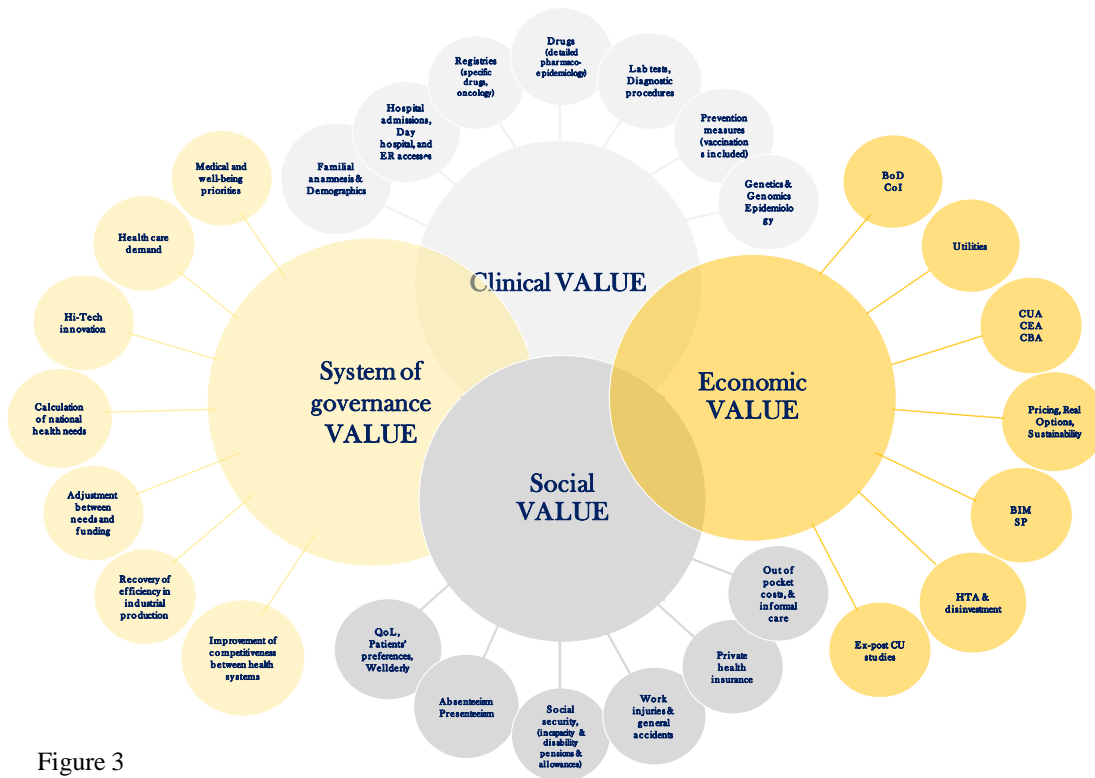 Drugs
(detailed
pharmaco-
epidemiology)
Registries
(specific
drugs,
oncology)
Lab tests,
Diagnostic
procedures
Hospital
admissions,
Day
hospital, and
ER accesses
Prevention
measures
(vaccination
s included)
Familial
anamnesis &
Demographics
Genetics &
Genomics
Epidemiolo
gy
Clinical VALUE
Medical and
well-being
priorities
Health care
demand
Hi-Tech
innovation
Calculation
of national
health needs
Adjustment
between
needs and
funding
Recovery of
efficiency in
industrial
production
Improvement of
competitiveness
between health
systems
System of
governance
VALUE
Economic
VALUE
BoD
CoI
Utilities
CUA
CEA
CBA
Pricing, Real
Options,
Sustainability
BIM
SP
HTA &
disinvestment
Ex-post CU
studies
Social
VALUE
QoL,
Patients'
preferences,
Wellderly
Absenteeism
Presenteeism
Social
security,
(incapacity &
disability
pensions &
allowances)
Work
injuries &
general
accidents
Private
health
insurance
Out of
pocket
costs, &
informal
care
Figure 3